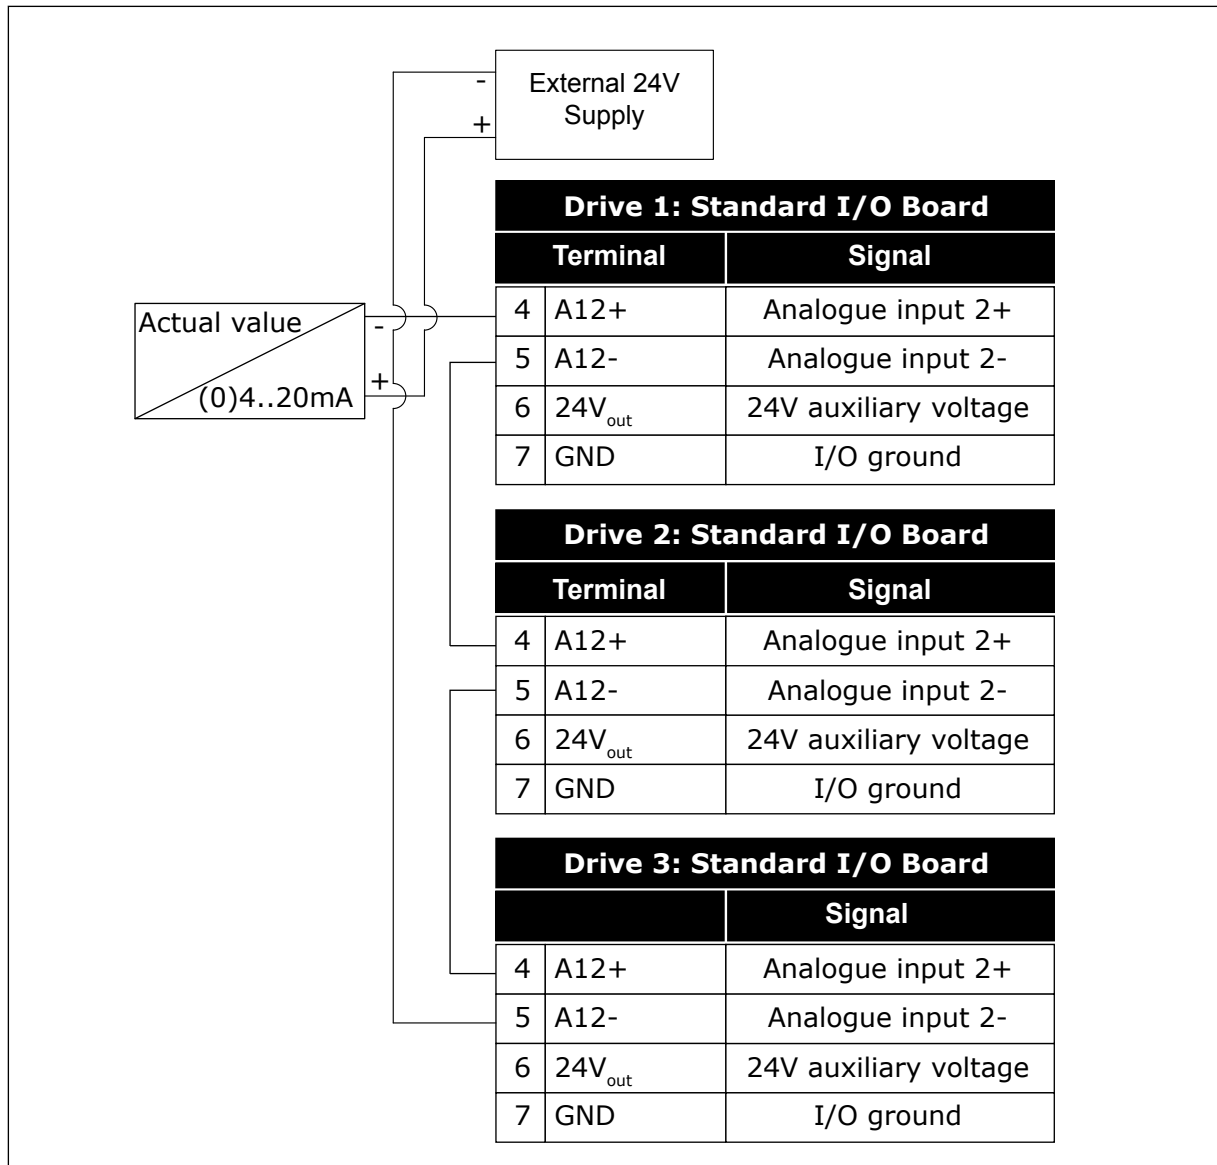 -
External 24V
Supply
+
Drive 1: Standard I/O Board
Terminal Signal
Actual value
-
+
(0)4..20mA
4 A12+ Analogue input 2+
5 A12- Analogue input 2-
6 24Vout 24V auxiliary voltage
7 GND I/O ground
Drive 2: Standard I/O Board
Terminal Signal
4 A12+ Analogue input 2+
5 A12- Analogue input 2-
6 24Vout 24V auxiliary voltage
7 GND I/O ground
Drive 3: Standard I/O Board
Signal
4 A12+ Analogue input 2+
5 A12- Analogue input 2-
6 24Vout 24V auxiliary voltage
7 GND I/O ground